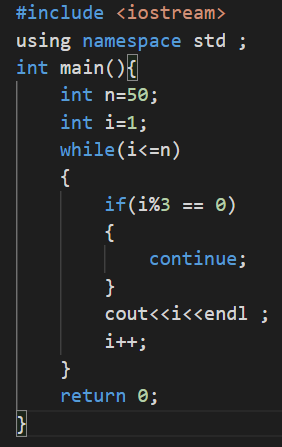 #include <iostream>
using namespace std ;
int main(){
    int n=50;
    int i=1;
    while(i<=n)
    {
        if(i%3 == 0)
        {
            continue;
        }
        cout<<i<<endl ;
        i++;
    }
    return 0;
}